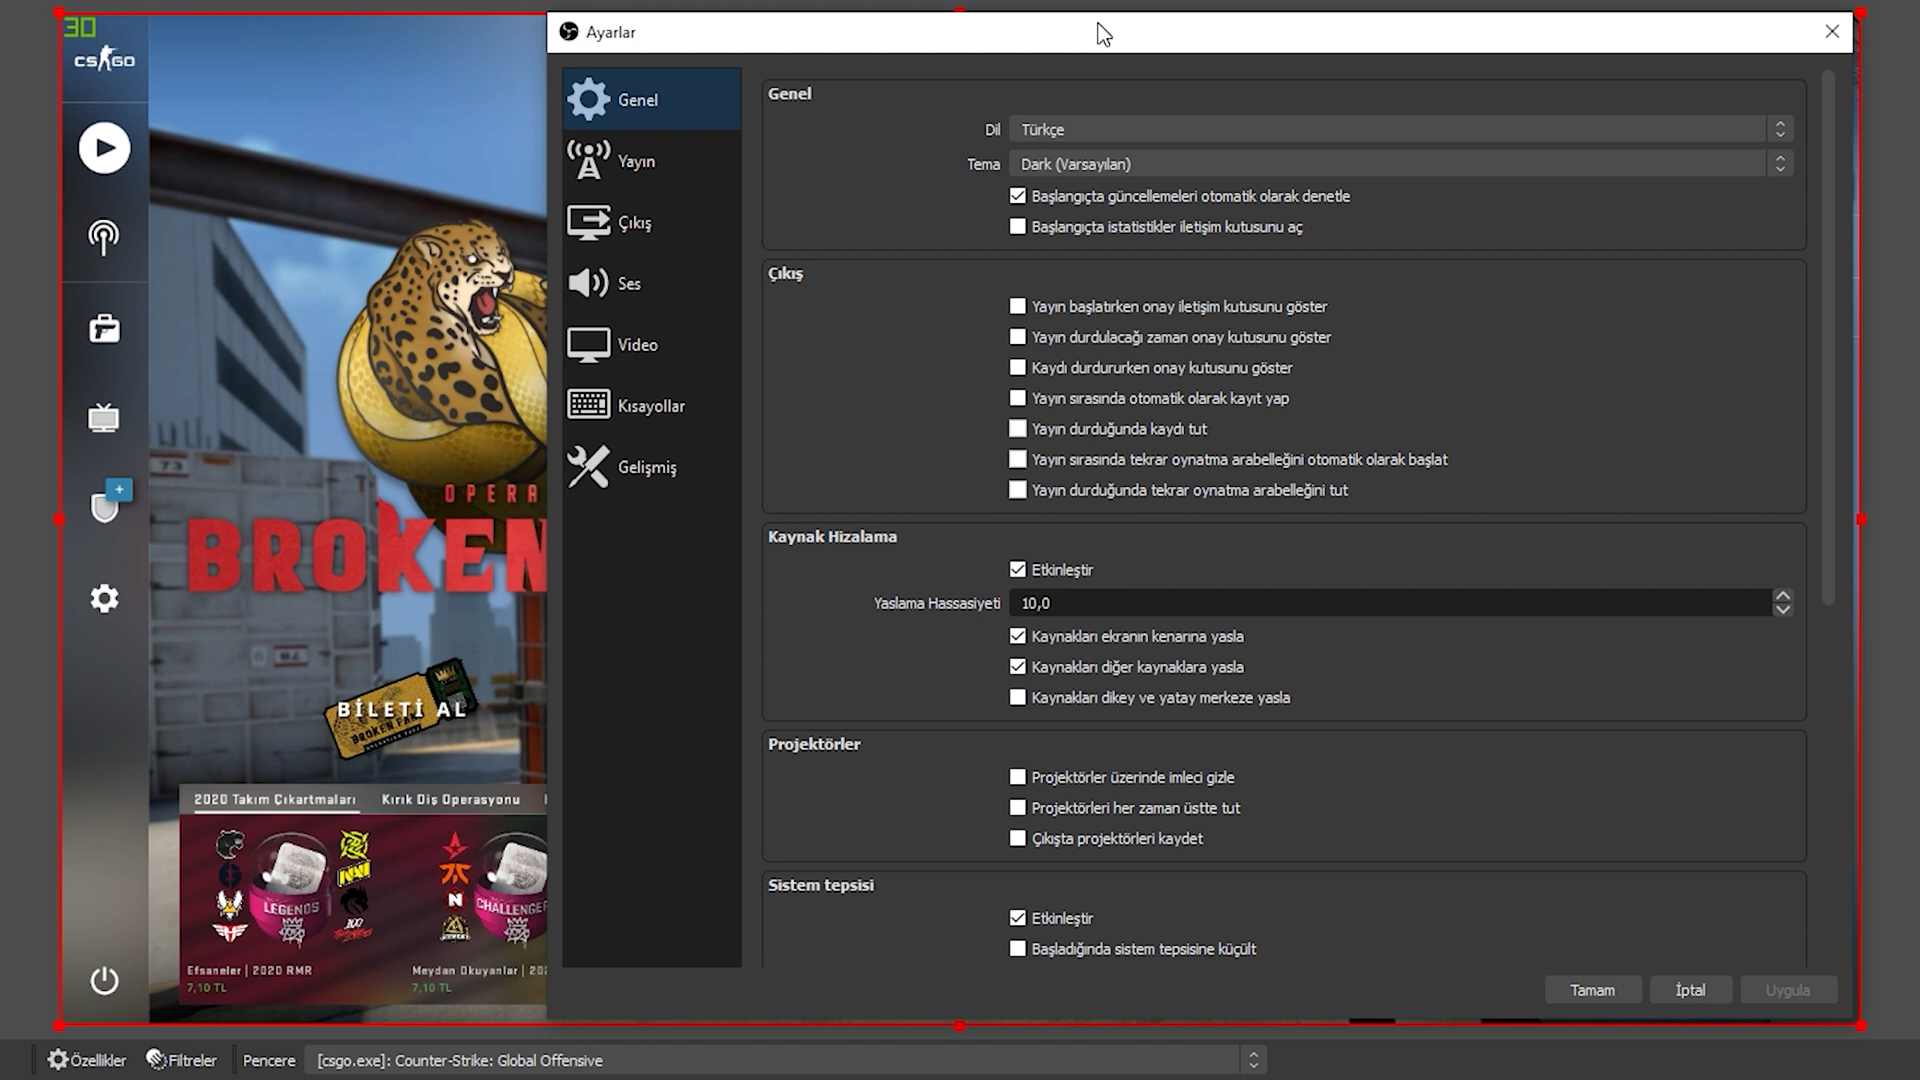 30
CS GO
Ayarlar
Genel
Yayın
Çıkış
Ses
Video
Kısayollar
Gelişmiş
Genel
Dil
Türkçe
Tema
Dark (Varsayılan)
Başlangıçta güncellemeleri otomatik olarak denetle
Başlangıçta istatistikler iletişim kutusunu aç
Çıkış
Yayın başlatırken onay iletişim kutusunu göster
Yayın durdulacağı zaman onay kutusunu göster
Kaydı durdururken onay kutusunu göster
Yayın sırasında otomatik olarak kayıt yap
Yayın durduğunda kaydı tut
Yayın sırasında tekrar oynatma arabelleğini otomatik olarak başlat
Yayın durduğunda tekrar oynatma arabelleğini tut
Kaynak Hizalama
Etkinleştir
Yaslama Hassasiyeti
10,0
Kaynakları ekranın kenarına yasla
Kaynakları diğer kaynaklara yasla
Kaynakları dikey ve yatay merkeze yasla
Projektörler
Projektörler üzerinde imleci gizle
Projektörleri her zaman üstte tut
Çıkışta projektörleri kaydet
Sistem tepsisi
Etkinleştir
Başladığında sistem tepsisine küçült
Tamam
İptal
Uygula
73
OPERA
BROKEN
BİLETİ AL
2020 Takım Çıkartmaları
Kırık Diş Operasyonu
LEGENDS
100
CHALLENGER
Efsaneler | 2020 RMR
7,10 TL
Meydan Okuyanlar | 202
7,10 TL
Özellikler
Filtreler
Pencere
[csgo.exe]: Counter-Strike: Global Offensive